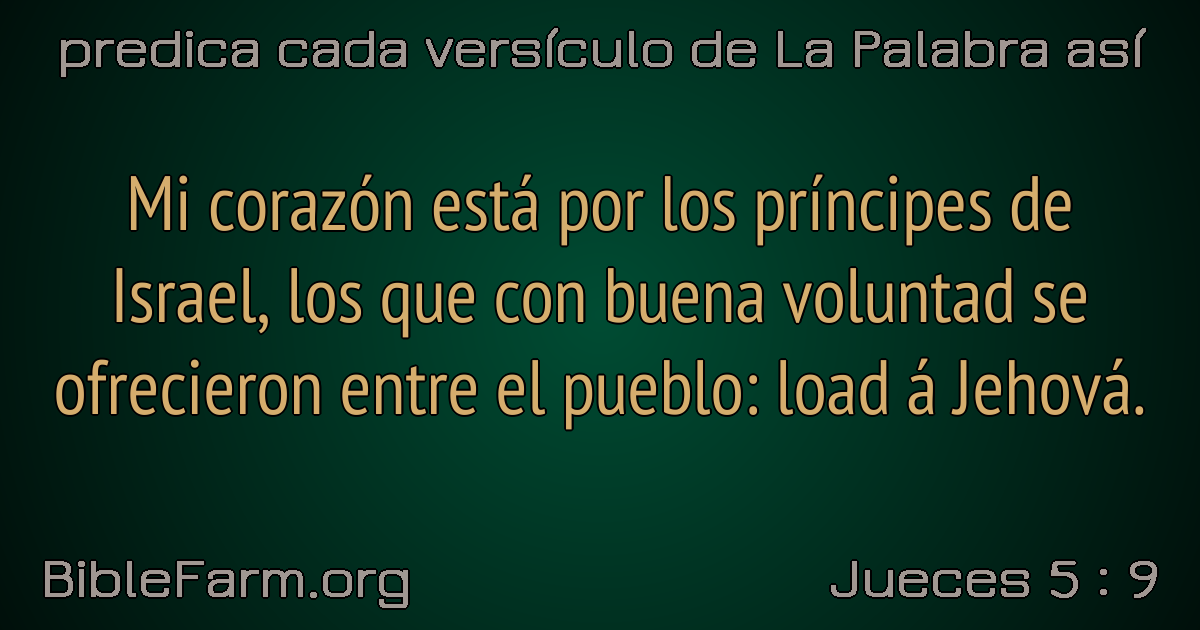 predica cada versículo de La Palabra así
Mi corazón está por los príncipes de
Israel, los que con buena voluntad se
ofrecieron entre el pueblo: load á Jehová.
BibleFarm.org
Jueces 5 : 9